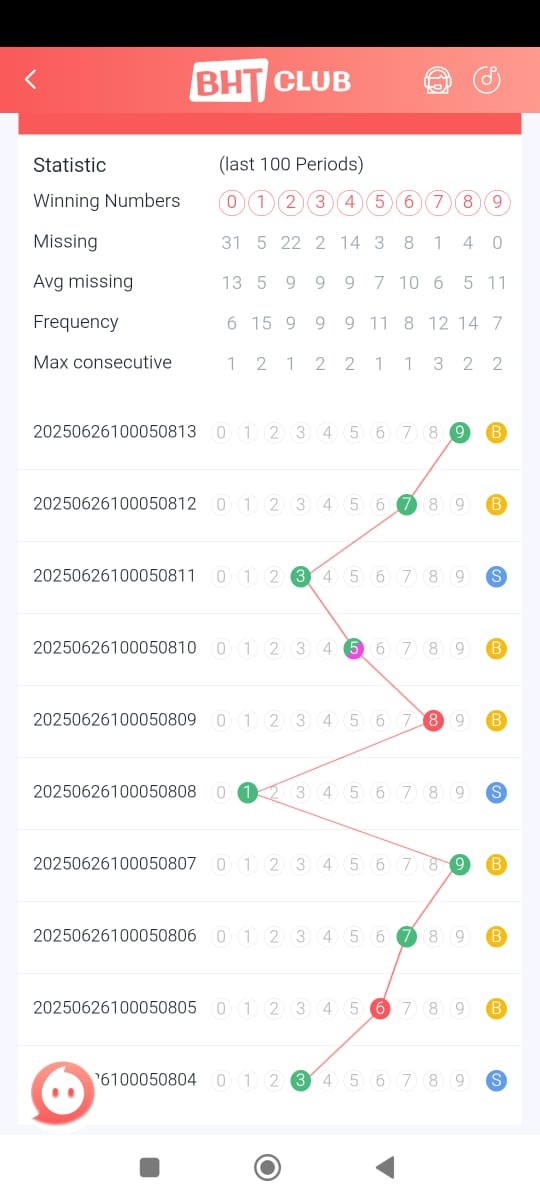 BHT CLUB
Statistic (last 100 Periods)
Winning Numbers 0 1 2 3 4 5 6 7 8 9
Missing 31 5 22 2 14 3 8 1 4 0
Avg missing 13 5 9 9 9 7 10 6 5 11
Frequency 6 15 9 9 9 11 8 12 14 7
Max consecutive 1 2 1 2 2 1 1 3 2 2
20250626100050813 0 1 2 3 4 5 6 7 8 9 B
20250626100050812 0 1 2 3 4 5 6 7 8 9 B
20250626100050811 0 1 2 3 4 5 6 7 8 9 S
20250626100050810 0 1 2 3 4 5 6 7 8 9 B
20250626100050809 0 1 2 3 4 5 6 7 8 9 B
20250626100050808 0 1 2 3 4 5 6 7 8 9 S
20250626100050807 0 1 2 3 4 5 6 7 8 9 B
20250626100050806 0 1 2 3 4 5 6 7 8 9 B
20250626100050805 0 1 2 3 4 5 6 7 8 9 B
6100050804 0 1 2 3 4 5 6 7 8 9 S